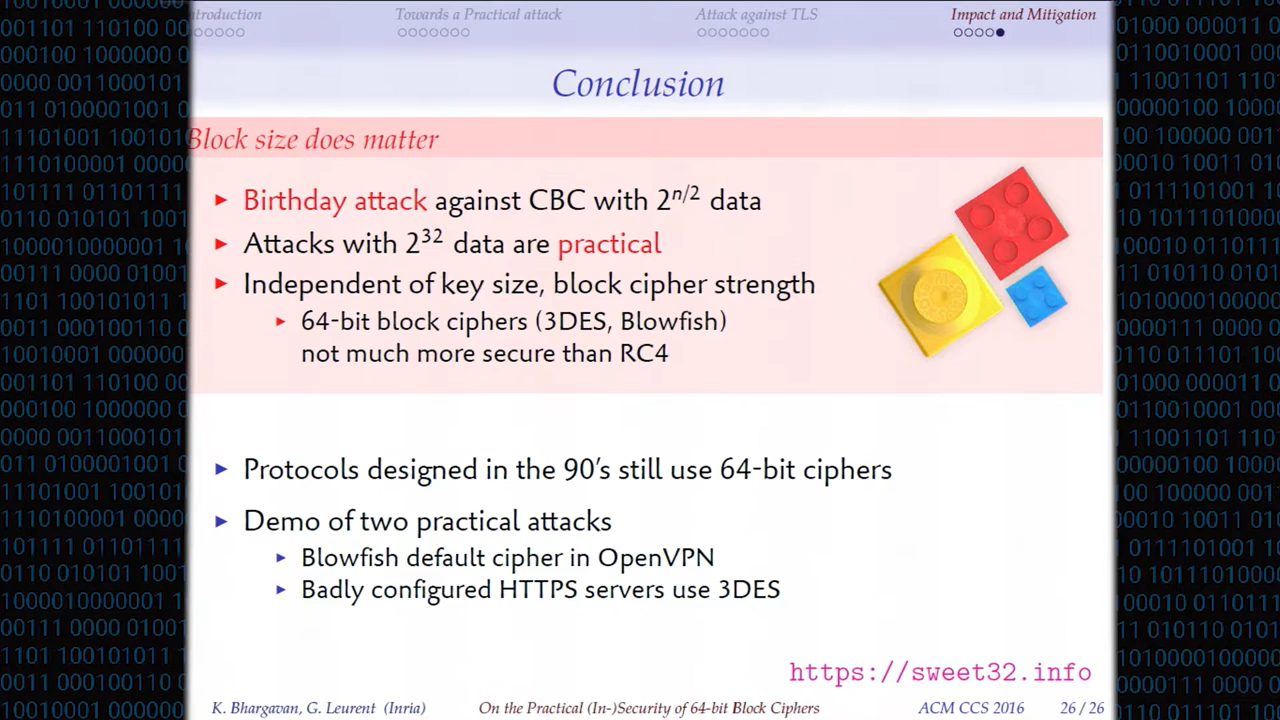 ntroduction
Towards a Practical attack
Attack against TLS
Impact and Mitigation
Conclusion
Block size does matter
Birthday attack against CBC with 2^{n/2} data
Attacks with 2^{32} data are practical
Independent of key size, block cipher strength
64-bit block ciphers (3DES, Blowfish)
not much more secure than RC4
Protocols designed in the 90's still use 64-bit ciphers
Demo of two practical attacks
Blowfish default cipher in OpenVPN
Badly configured HTTPS servers use 3DES
https://sweet32.info
K. Bhargavan, G. Leurent (Inria)
On the Practical (In-)Security of 64-bit Block Ciphers
ACM CCS 2016
26 / 26